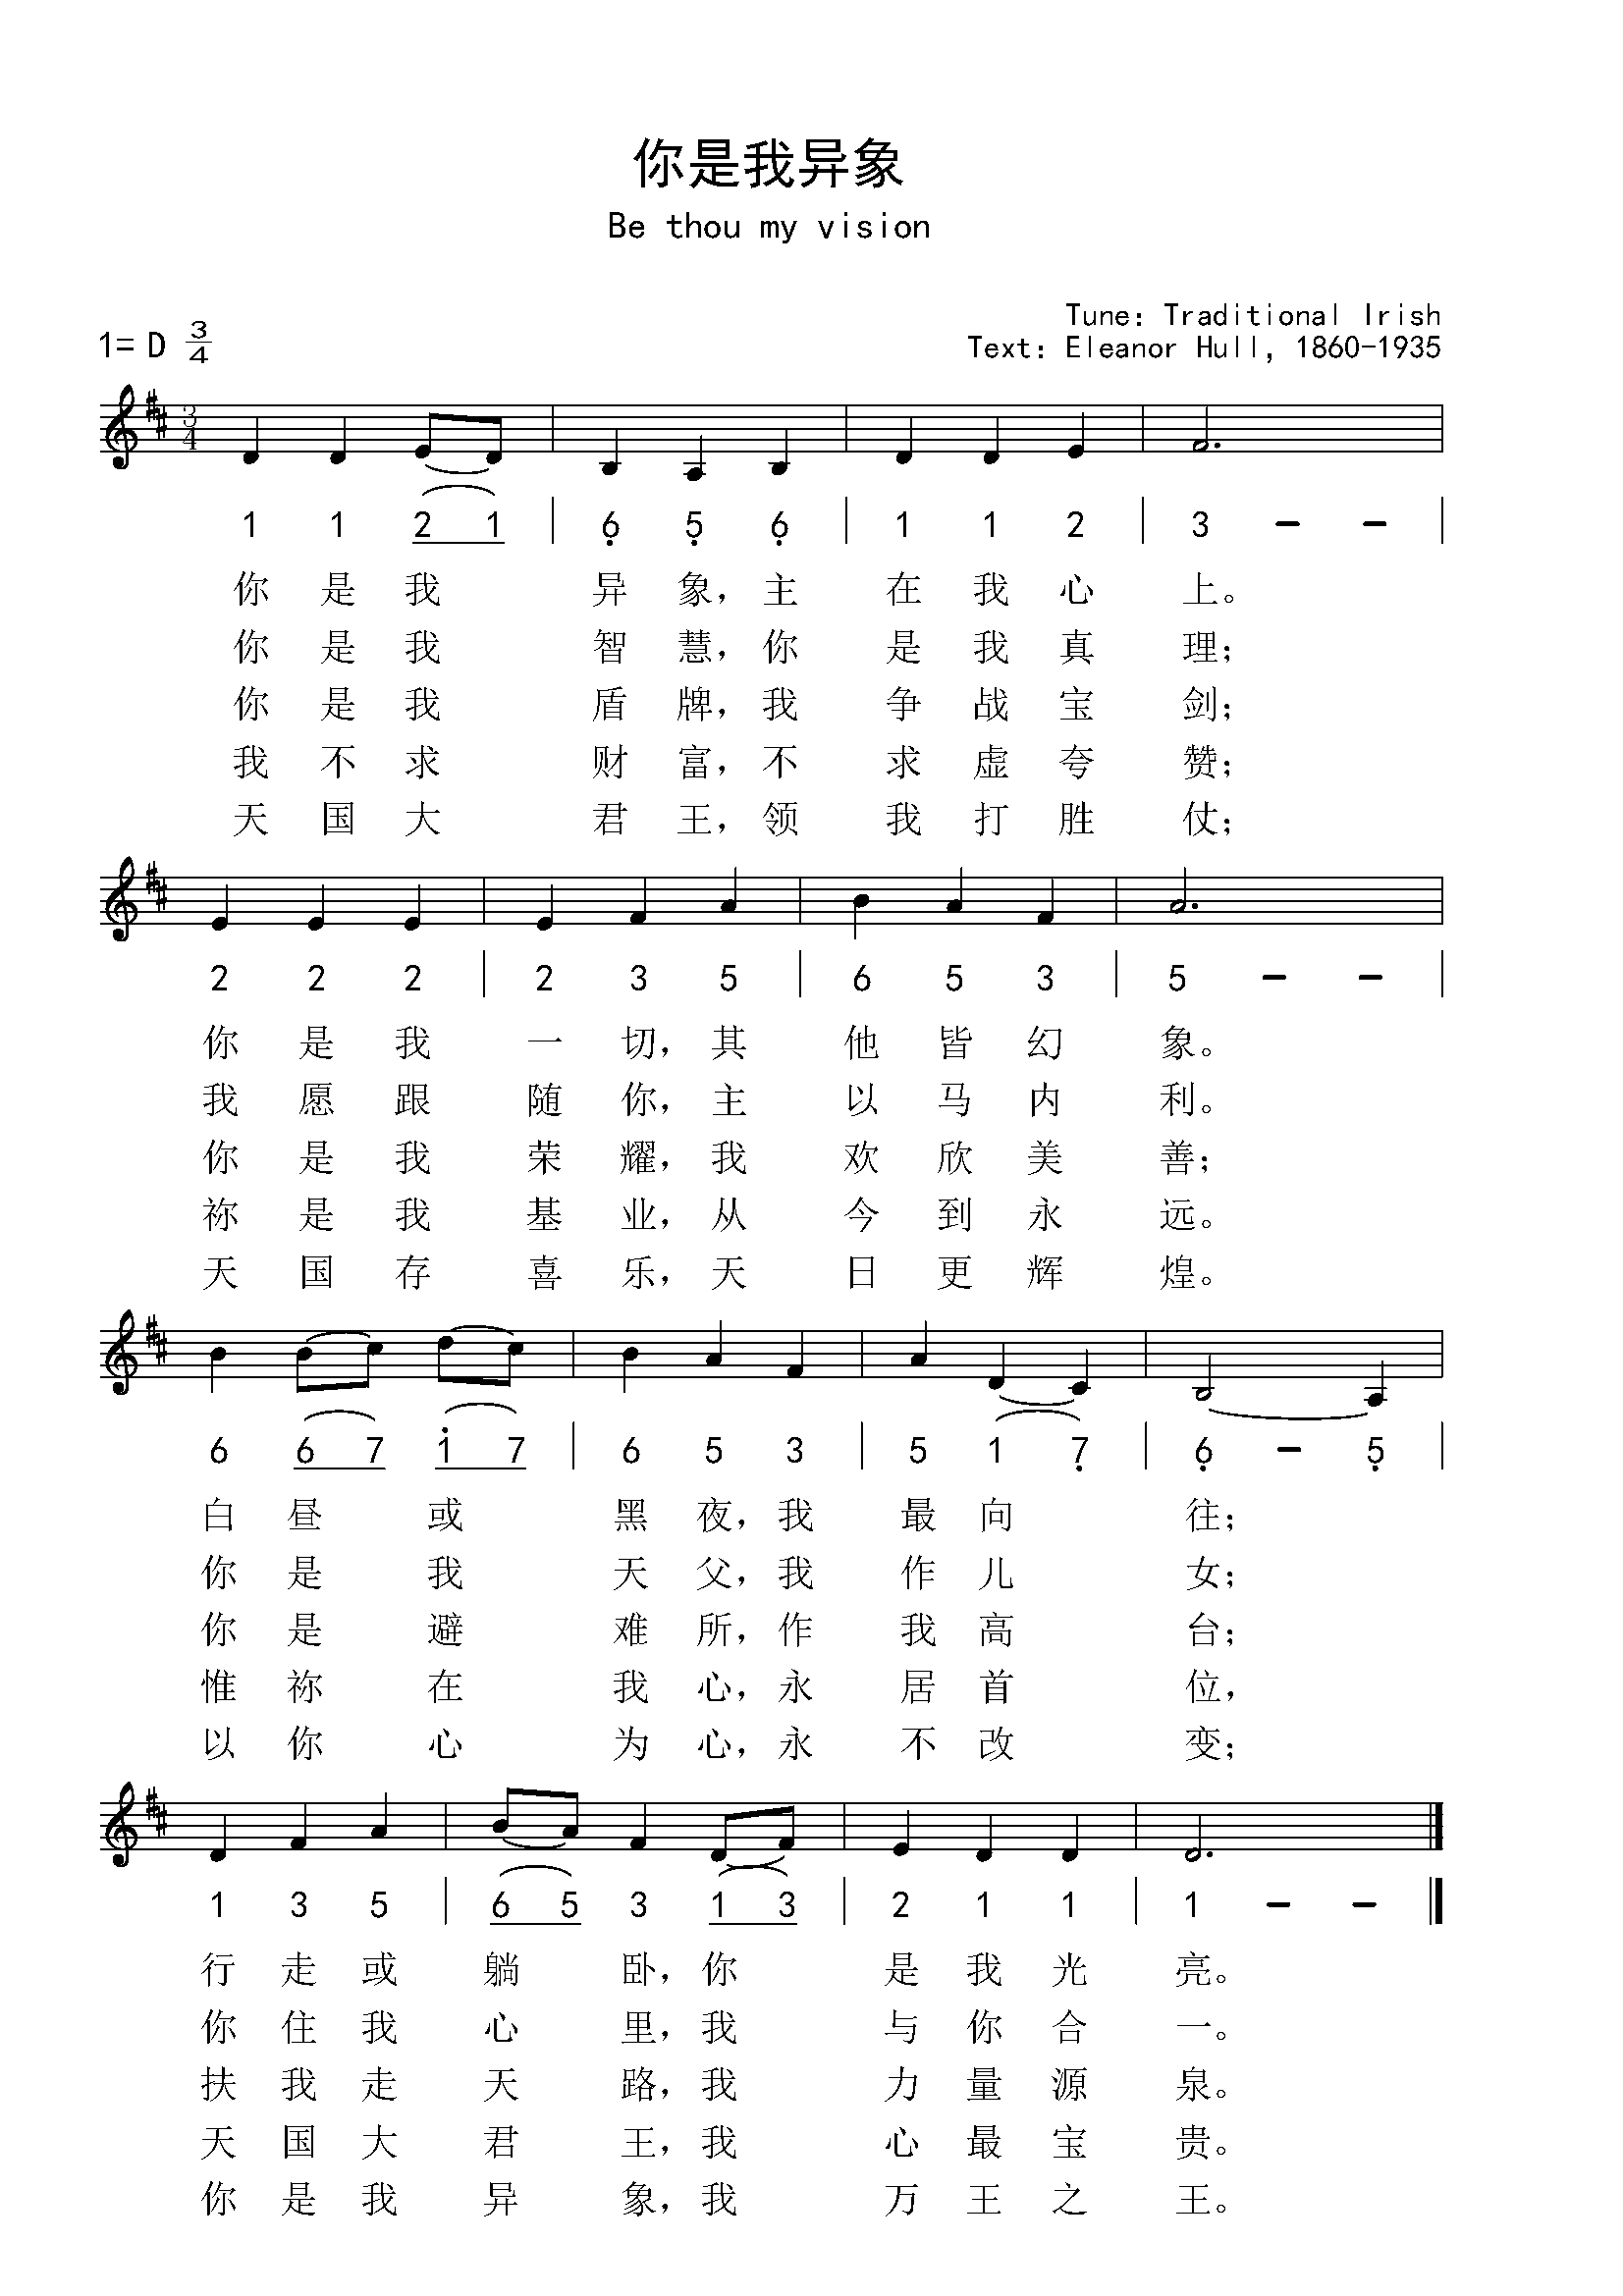 你是我异象
Be thou my vision
Tune: Traditional Irish
1= D 3/4 Text: Eleanor Hull, 1860-1935
3/4
1 1 2 1 | 6 5 6 | 1 1 2 | 3 - - |
你是我异象，主在我心上。
你是我智慧，你是我真理；
你是我盾牌，我争战宝剑；
我不求财富，不求虚夸赞；
天国大君王，领我打胜仗；
2 2 2 | 2 3 5 | 6 5 3 | 5 - - |
你是我一切，其他皆幻象。
我愿跟随你，主以马内利。
你是我荣耀，我欢欣美善；
祢是我基业，从今到永远。
天国存喜乐，天日更辉煌。
6 6 7 1 7 | 6 5 3 | 5 1 7 | 6 - 5 |
白昼或黑夜，我最向往；
你是我天父，我作儿女；
你是避难所，作我高台；
惟祢在我心，永居首位，
以你心为心，永不改变；
1 3 5 | 6 5 3 1 3 | 2 1 1 | 1 - - |
行走或躺卧，你是我光亮。
你住我心里，我与你合一。
扶我走天路，我力量源泉。
天国大君王，我心最宝贵。
你是我异象，我万王之王。